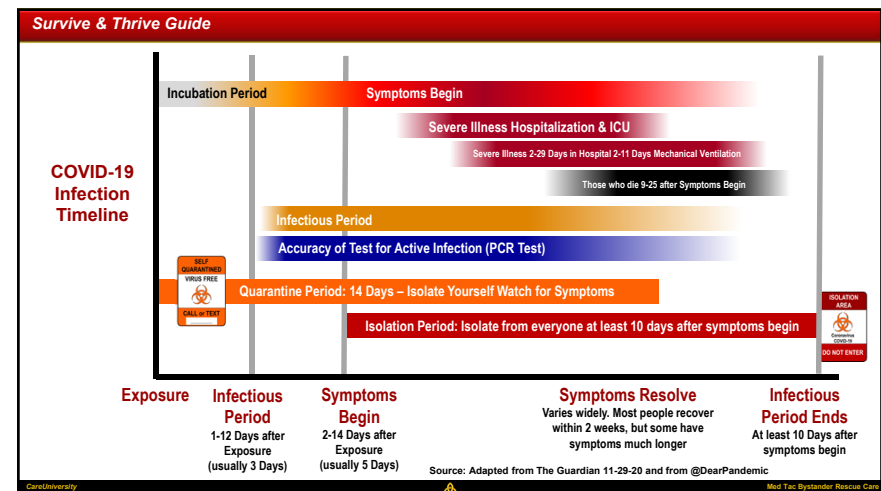 Survive & Thrive Guide
Incubation Period
Symptoms Begin
Severe Illness Hospitalization & ICU
Severe Illness 2-29 Days in Hospital 2-11 Days Mechanical Ventilation
Those who die 9-25 after Symptoms Begin
COVID-19
Infection
Timeline
Infectious Period
Accuracy of Test for Active Infection (PCR Test)
SELF
QUARANTINED
VIRUS FREE
CALL or TEXT
Quarantine Period: 14 Days – Isolate Yourself Watch for Symptoms
Isolation Period: Isolate from everyone at least 10 days after symptoms begin
ISOLATION
AREA
Coronavirus
COVID-19
DO NOT ENTER
Exposure
Infectious
Period
1-12 Days after
Exposure
(usually 3 Days)
Symptoms
Begin
2-14 Days after
Exposure
(usually 5 Days)
Symptoms Resolve
Varies widely. Most people recover
within 2 weeks, but some have
symptoms much longer
Infectious
Period Ends
At least 10 Days after
symptoms begin
Source: Adapted from The Guardian 11-29-20 and from @DearPandemic
CareUniversity
Med Tac Bystander Rescue Care